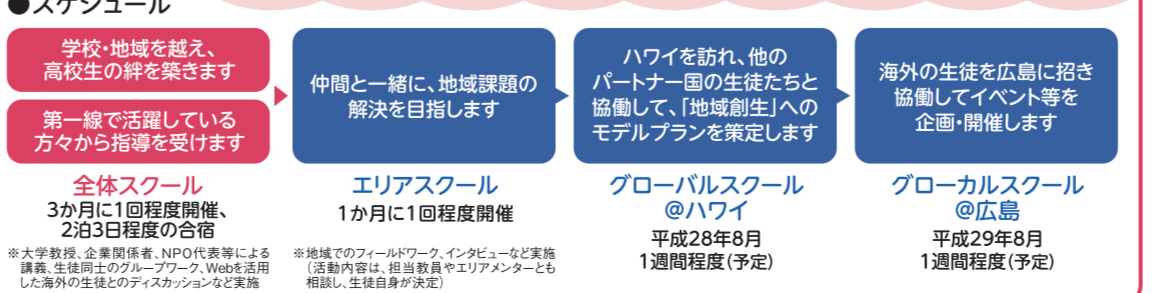 ●スケジュール
学校・地域を越え、
高校生の絆を築きます
第一線で活躍している
方々から指導を受けます
全体スクール
3か月に1回程度開催、
2泊3日程度の合宿
※大学教授、企業関係者、NPO代表等による
講義、生徒同士のグループワーク、Webを活用
した海外の生徒とのディスカッションなど実施
仲間と一緒に、地域課題の
解決を目指します
エリアスクール
1か月に1回程度開催
※地域でのフィールドワーク、インタビューなど実施
(活動内容は、担当教員やエリアメンターとも
相談し、生徒自身が決定)
ハワイを訪れ、他の
パートナー国の生徒たちと
協働して、「地域創生」への
モデルプランを策定します
グローバルスクール
@ハワイ
平成28年8月
1週間程度(予定)
海外の生徒を広島に招き
協働してイベント等を
企画・開催します
グローカルスクール
@広島
平成29年8月
1週間程度(予定)